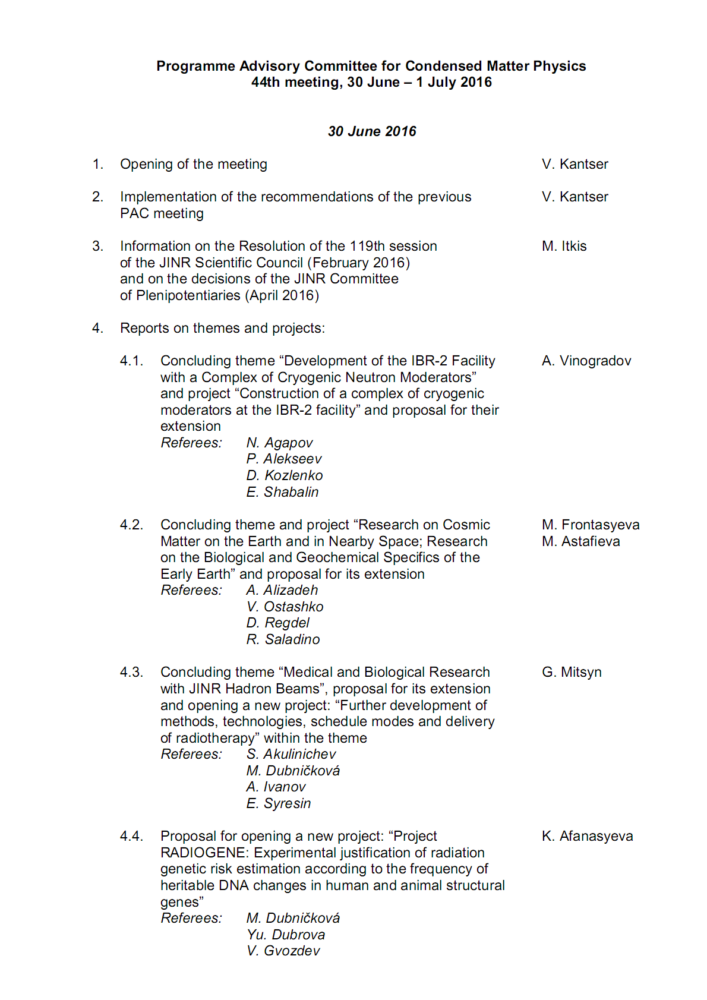 Programme Advisory Committee for Condensed Matter Physics
44th meeting, 30 June – 1 July 2016
30 June 2016
1. Opening of the meeting V. Kantser
2. Implementation of the recommendations of the previous V. Kantser
PAC meeting
3. Information on the Resolution of the 119th session M. Itkis
of the JINR Scientific Council (February 2016)
and on the decisions of the JINR Committee
of Plenipotentiaries (April 2016)
4. Reports on themes and projects:
4.1. Concluding theme “Development of the IBR-2 Facility A. Vinogradov
with a Complex of Cryogenic Neutron Moderators”
and project “Construction of a complex of cryogenic
moderators at the IBR-2 facility” and proposal for their
extension
Referees: N. Agapov
P. Alekseev
D. Kozlenko
E. Shabalin
4.2. Concluding theme and project “Research on Cosmic M. Frontasyeva
Matter on the Earth and in Nearby Space; Research M. Astafieva
on the Biological and Geochemical Specifics of the
Early Earth” and proposal for its extension
Referees: A. Alizadeh
V. Ostashko
D. Regdel
R. Saladino
4.3. Concluding theme “Medical and Biological Research G. Mitsyn
with JINR Hadron Beams”, proposal for its extension
and opening a new project: “Further development of
methods, technologies, schedule modes and delivery
of radiotherapy” within the theme
Referees: S. Akulinichev
M. Dubničková
A. Ivanov
E. Syresin
4.4. Proposal for opening a new project: “Project K. Afanasyeva
RADIOGENE: Experimental justification of radiation
genetic risk estimation according to the frequency of
heritable DNA changes in human and animal structural
genes”
Referees: M. Dubničková
Yu. Dubrova
V. Gvozdev